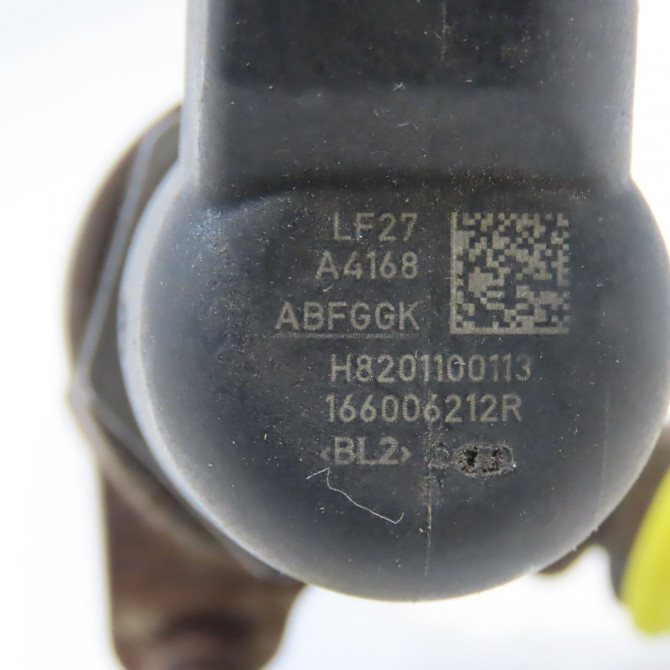 LF27
A4168
ABFGGK
H8201100113
166006212R
<BL2>